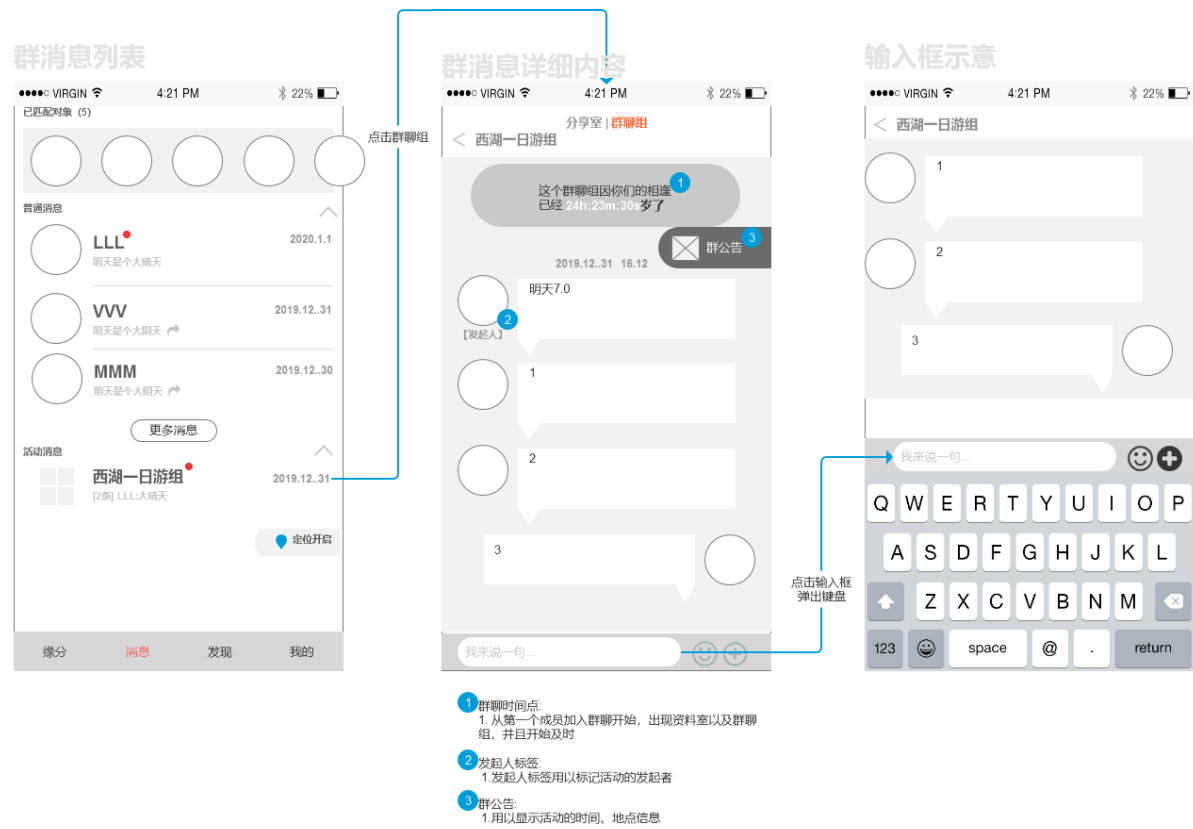 群消息列表
●●●●○ VIRGIN 4:21 PM 22%
已匹配对象 (5)
普通消息
LLL
2020.1.1
明天是个大晴天
VVV
2019.12..31
明天是个大阴天
MMM
2019.12..30
明天是个大阴天
更多消息
活动消息
西湖一日游组
2019.12..31
[2条] LLL:大晴天
定位开启
缘分 消息 发现 我的
点击群聊组
群消息详细内容
●●●●○ VIRGIN 4:21 PM 22%
分享室 | 群聊组
< 西湖一日游组
这个群聊组因你们的相逢
1
已经 24h:23m:30s岁了
群公告
3
2019.12..31 16.12
明天7.0
2
【发起人】
1
2
3
我来说一句...
点击输入框
弹出键盘
输入框示意
●●●●○ VIRGIN 4:21 PM 22%
< 西湖一日游组
1
2
3
我来说一句...
Q W E R T Y U I O P
A S D F G H J K L
Z X C V B N M
123 space @ . return
1 群聊时间点:
1. 从第一个成员加入群聊开始，出现资料室以及群聊
组，并且开始及时
2 发起人标签:
1.发起人标签用以标记活动的发起者
3 群公告:
1.用以显示活动的时间、地点信息